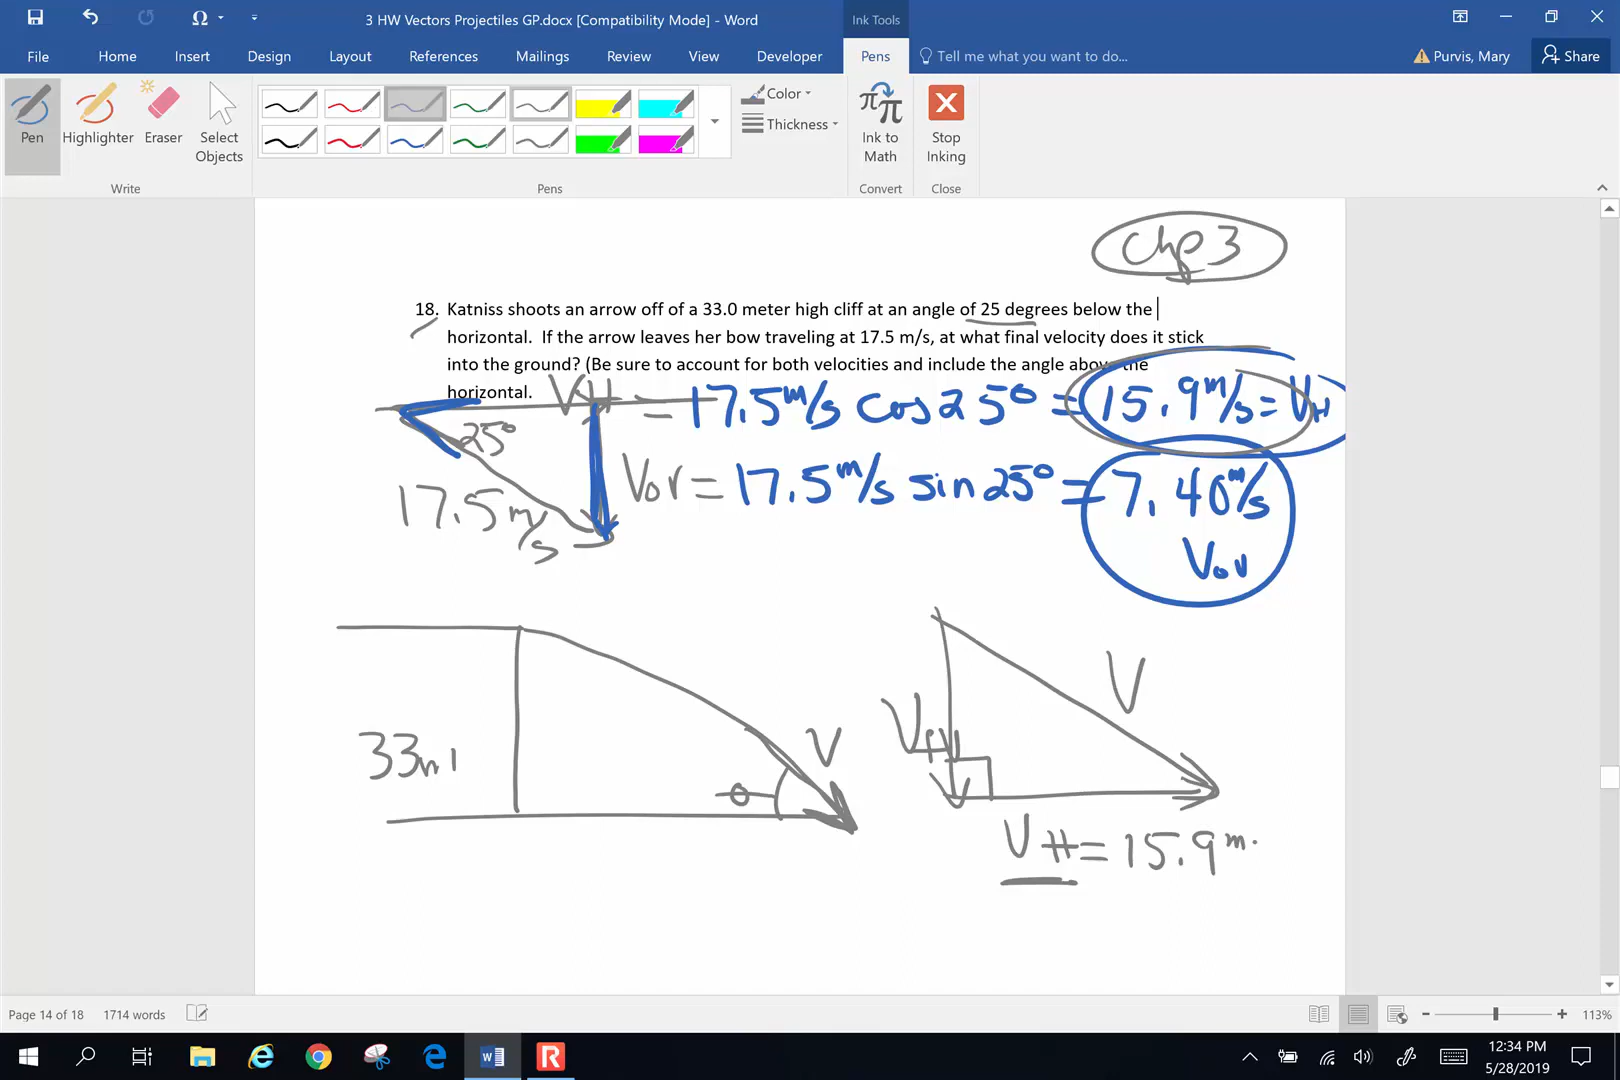 3 HW Vectors Projectiles GP.docx [Compatibility Mode] - Word
Ink Tools
File Home Insert Design Layout References Mailings Review View Developer Pens Tell me what you want to do... Purvis, Mary Share
Pen Highlighter Eraser Select Objects
Color
Thickness
Ink to Math
Stop Inking
Write Pens Convert Close
Chp 3
18. Katniss shoots an arrow off of a 33.0 meter high cliff at an angle of 25 degrees below the
horizontal. If the arrow leaves her bow traveling at 17.5 m/s, at what final velocity does it stick
into the ground? (Be sure to account for both velocities and include the angle above the
horizontal.
VH = 17.5 m/s cos 25° = 15.9 m/s = VH
25°
17.5 m/s
Vov = 17.5 m/s sin 25° = 7.40 m/s
Vov
33m
θ
V
V
VfV
VH = 15.9 m
Page 14 of 18 1714 words 113%
12:34 PM
5/28/2019